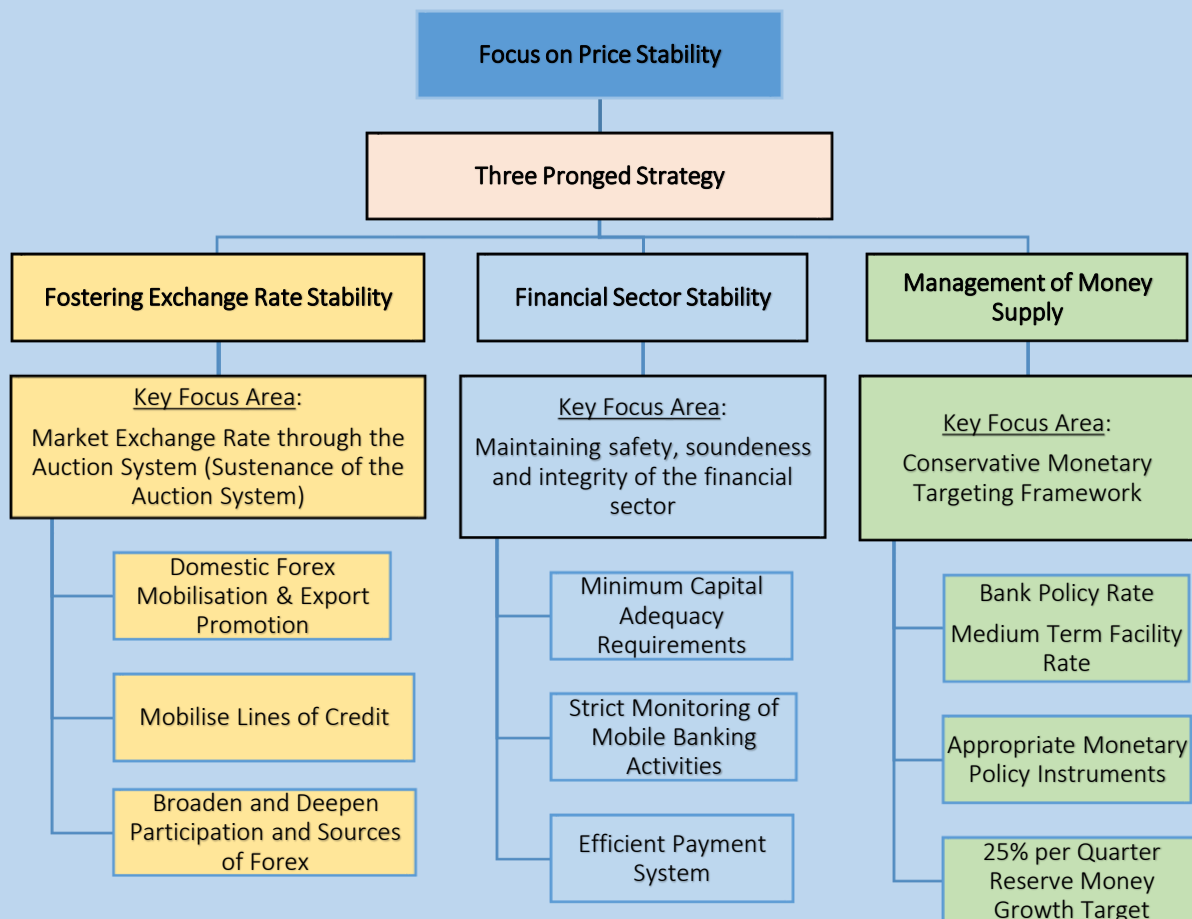 Focus on Price Stability
Three Pronged Strategy
Fostering Exchange Rate Stability
Key Focus Area:
Market Exchange Rate through the
Auction System (Sustenance of the
Auction System)
Domestic Forex
Mobilisation & Export
Promotion
Mobilise Lines of Credit
Broaden and Deepen
Participation and Sources
of Forex
Financial Sector Stability
Key Focus Area:
Maintaining safety, soundeness
and integrity of the financial
sector
Minimum Capital
Adequacy
Requirements
Strict Monitoring of
Mobile Banking
Activities
Efficient Payment
System
Management of Money
Supply
Key Focus Area:
Conservative Monetary
Targeting Framework
Bank Policy Rate
Medium Term Facility
Rate
Appropriate Monetary
Policy Instruments
25% per Quarter
Reserve Money
Growth Target